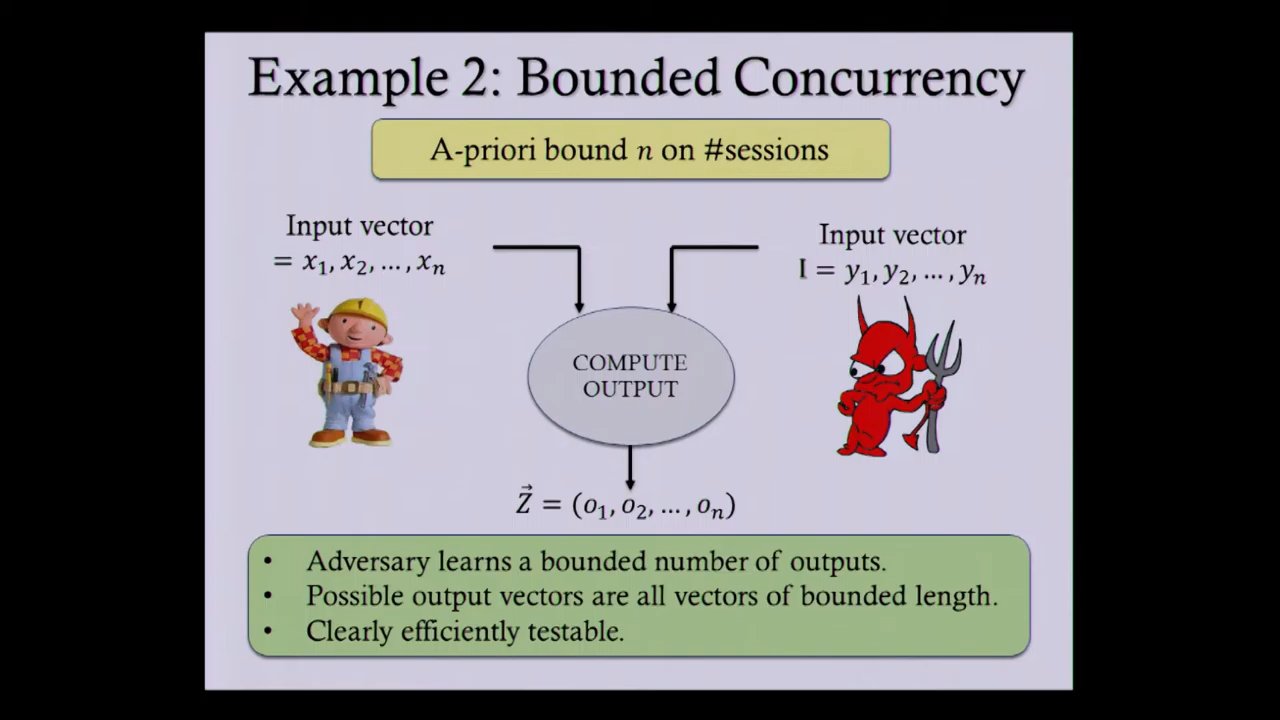 Example 2: Bounded Concurrency
A-priori bound n on #sessions
Input vector
= x₁, x₂, ..., xₙ
Input vector
I = y₁, y₂, ..., yₙ
COMPUTE
OUTPUT
Z⃗ = (o₁, o₂, ..., oₙ)
• Adversary learns a bounded number of outputs.
• Possible output vectors are all vectors of bounded length.
• Clearly efficiently testable.